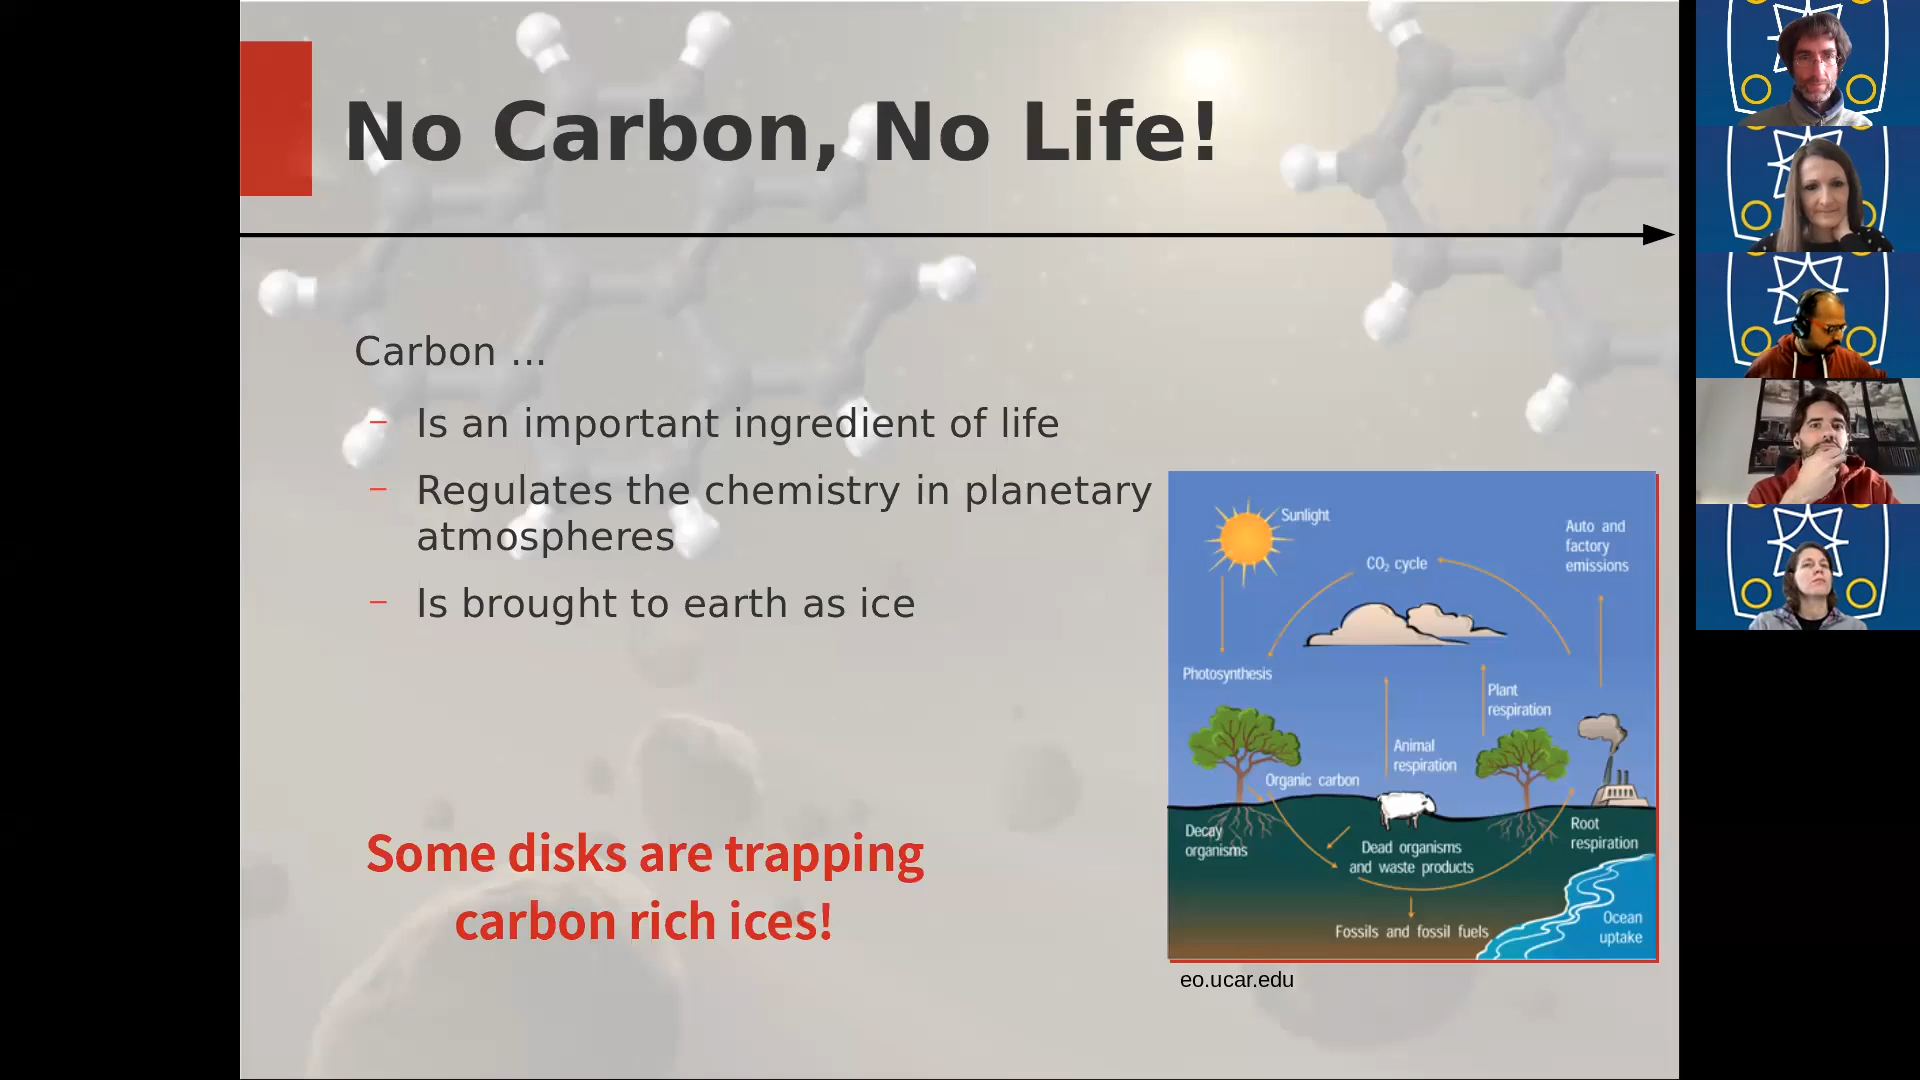 No Carbon, No Life!
Carbon ...
– Is an important ingredient of life
– Regulates the chemistry in planetary
atmospheres
– Is brought to earth as ice
Some disks are trapping
carbon rich ices!
Sunlight
Auto and
factory
emissions
CO₂ cycle
Photosynthesis
Plant
respiration
Animal
respiration
Organic carbon
Decay
organisms
Dead organisms
and waste products
Root
respiration
Fossils and fossil fuels
Ocean
uptake
eo.ucar.edu